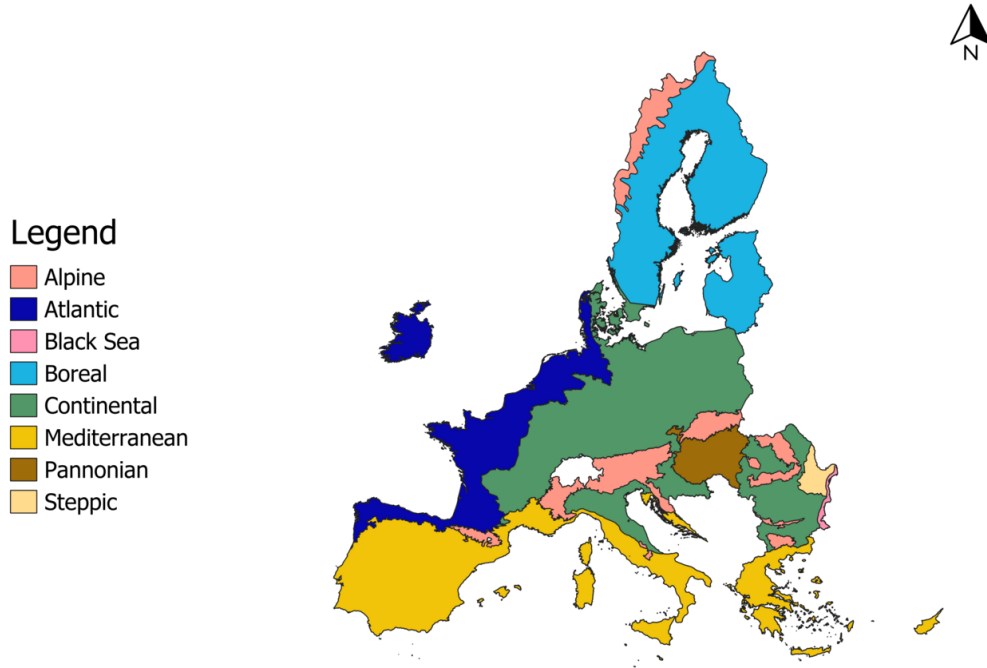 N
Legend
Alpine
Atlantic
Black Sea
Boreal
Continental
Mediterranean
Pannonian
Steppic